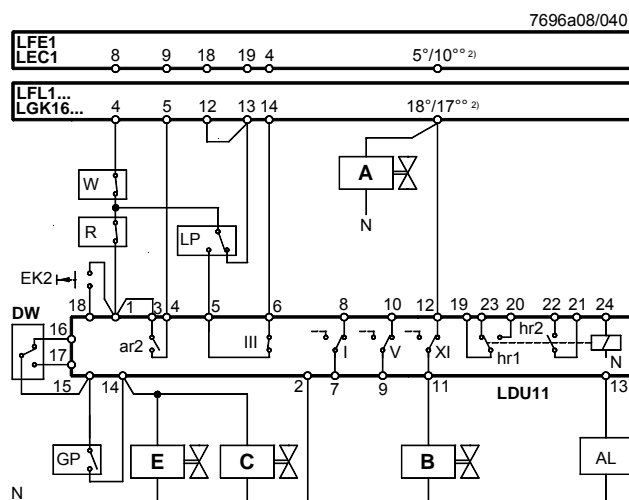 7696a08/040
LFE1
LEC1
8 9 18 19 4 5°/10°° 2)
LFL1...
LGK16...
4 5 12 13 14 18°/17°° 2)
W
A
R
LP
N
EK2
18 1 3 4 5 6 8 10 12 19 23 20 22 21 24
DW
16
17
ar2
III
I
V
XI
hr1
hr2
N
15 14 2 7 9 11 LDU11 13
GP
E
C
B
AL
N